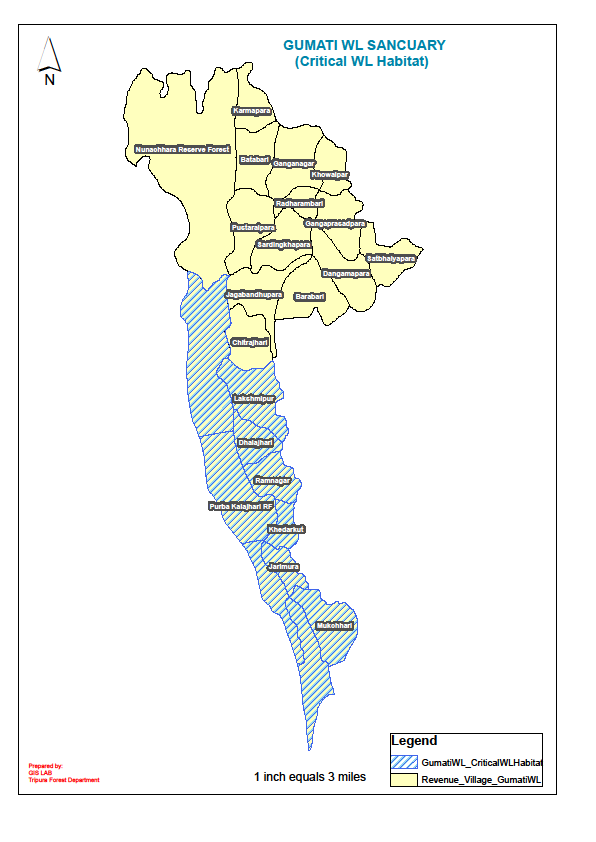 GUMATI WL SANCUARY
(Critical WL Habitat)
N
Karmapara
Nunachhara Reserve Forest
Batabari
Ganganagar
Khowaipar
Radharambari
Gangaprasadpara
Pustaraipara
Sardingkhapara
Satbhaiyapara
Dangamapara
Jagabandhupara
Barabari
Chitrajhari
Lakshmipur
Dhalajhari
Ramnagar
Purba Kalajhari RF
Khedarkut
Jarimura
Mukchhari
Legend
GumatiWL_CriticalWLHabitat
Revenue_Village_GumatiWL
Prepared by:
GIS LAB
Tripura Forest Department
1 inch equals 3 miles